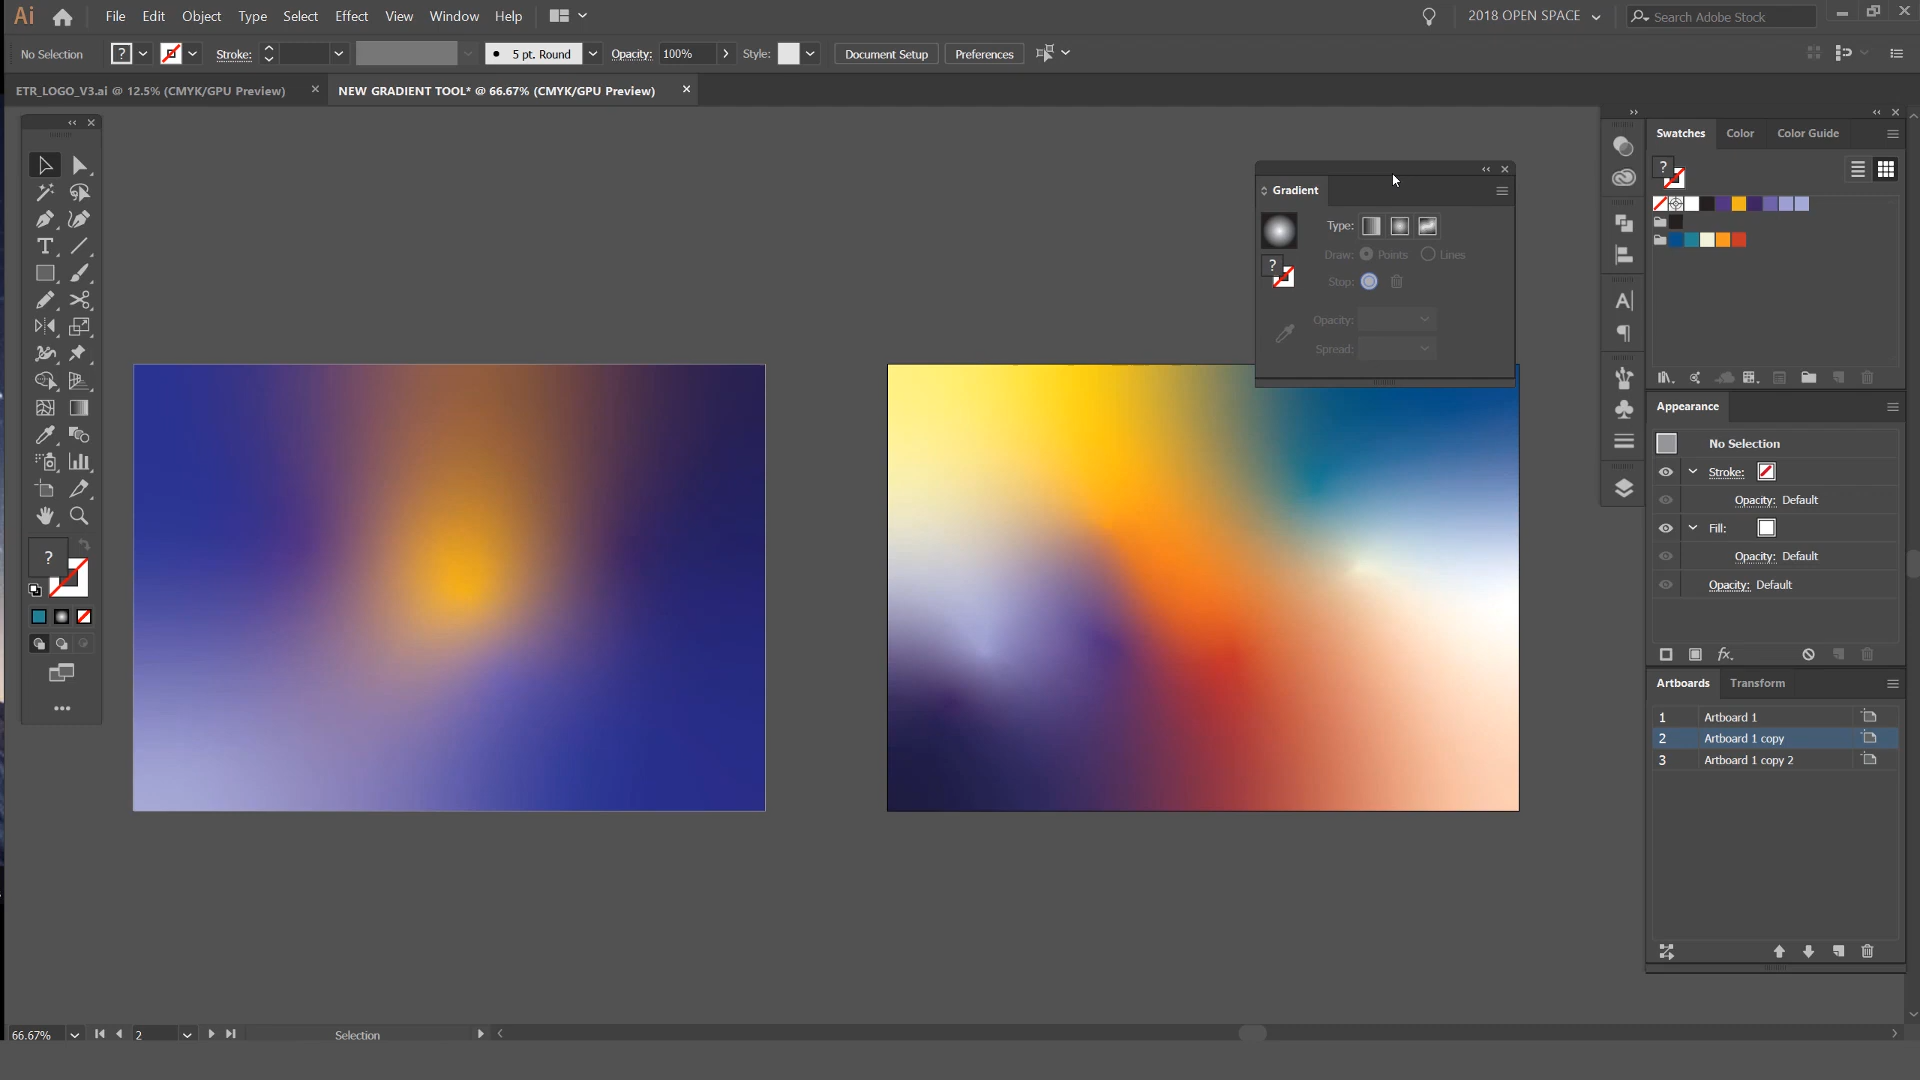 Ai File Edit Object Type Select Effect View Window Help 2018 OPEN SPACE Search Adobe Stock
No Selection ? Stroke: 5 pt. Round Opacity: 100% Style: Document Setup Preferences
ETR_LOGO_V3.ai @ 12.5% (CMYK/GPU Preview) × NEW GRADIENT TOOL* @ 66.67% (CMYK/GPU Preview) ×
Swatches Color Color Guide
?
Gradient
Type:
Draw: Points Lines
?
Stop:
Opacity:
Spread:
Appearance
No Selection
Stroke:
Opacity: Default
Fill:
Opacity: Default
Opacity: Default
?
fx
Artboards Transform
1 Artboard 1
2 Artboard 1 copy
3 Artboard 1 copy 2
66.67% 2 Selection